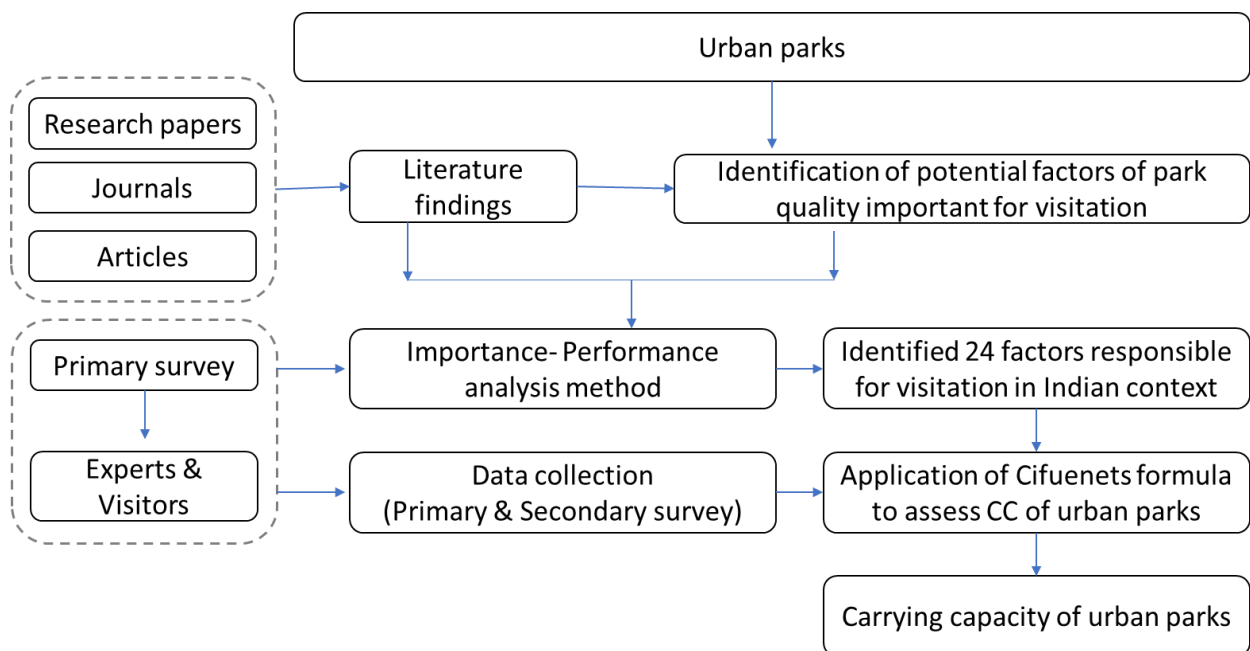 Urban parks
Research papers
Journals
Articles
Literature
findings
Identification of potential factors of park
quality important for visitation
Primary survey
Experts &
Visitors
Importance- Performance
analysis method
Identified 24 factors responsible
for visitation in Indian context
Data collection
(Primary & Secondary survey)
Application of Cifuenets formula
to assess CC of urban parks
Carrying capacity of urban parks